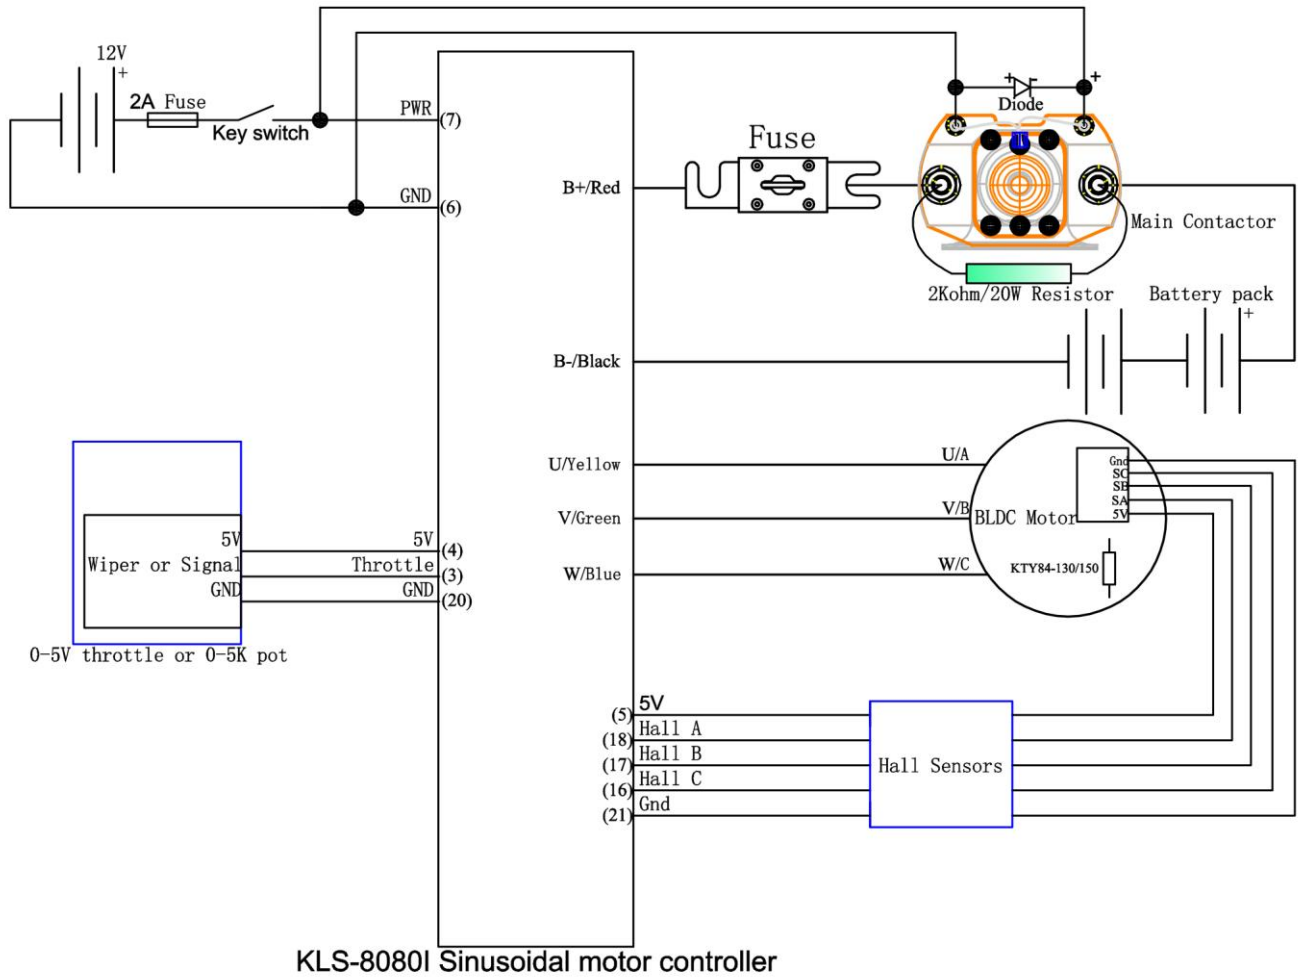 12V
+
2A Fuse
Key switch
PWR
(7)
GND
(6)
+ -
Diode
+
Fuse
B+/Red
Main Contactor
2Kohm/20W Resistor
Battery pack
+
B-/Black
U/Yellow
U/A
V/Green
V/B
W/Blue
W/C
BLDC Motor
Gnd
SC
SB
SA
5V
KTY84-130/150
5V
Wiper or Signal
GND
5V
(4)
Throttle
(3)
GND
(20)
0-5V throttle or 0-5K pot
(5)
5V
(18)
Hall A
(17)
Hall B
(16)
Hall C
(21)
Gnd
Hall Sensors
KLS-8080I Sinusoidal motor controller